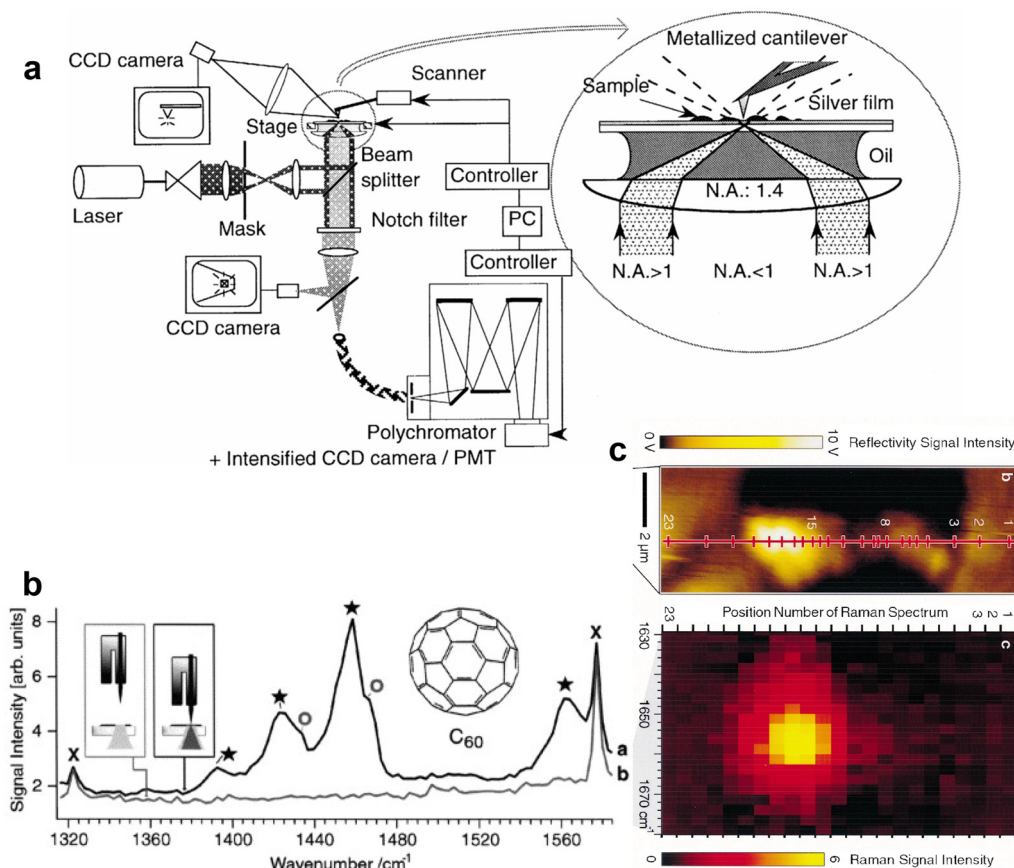 a
CCD camera
Scanner
Stage
Laser
Mask
Beam
splitter
Notch filter
CCD camera
Controller
PC
Controller
Polychromator
+ Intensified CCD camera / PMT
Metallized cantilever
Sample
Silver film
Oil
N.A.: 1.4
N.A.>1
N.A.<1
N.A.>1
b
Signal Intensity [arb. units]
8
6
4
2
X
X
C60
a
b
1320
1360
1400
1440
1480
1520
1560
Wavenumber /cm-1
c
0 V
10 V
Reflectivity Signal Intensity
b
2 µm
23
15
8
3
2
1
Position Number of Raman Spectrum
23
3
2
1
c
1630
1650
1670 cm-1
0
6
Raman Signal Intensity